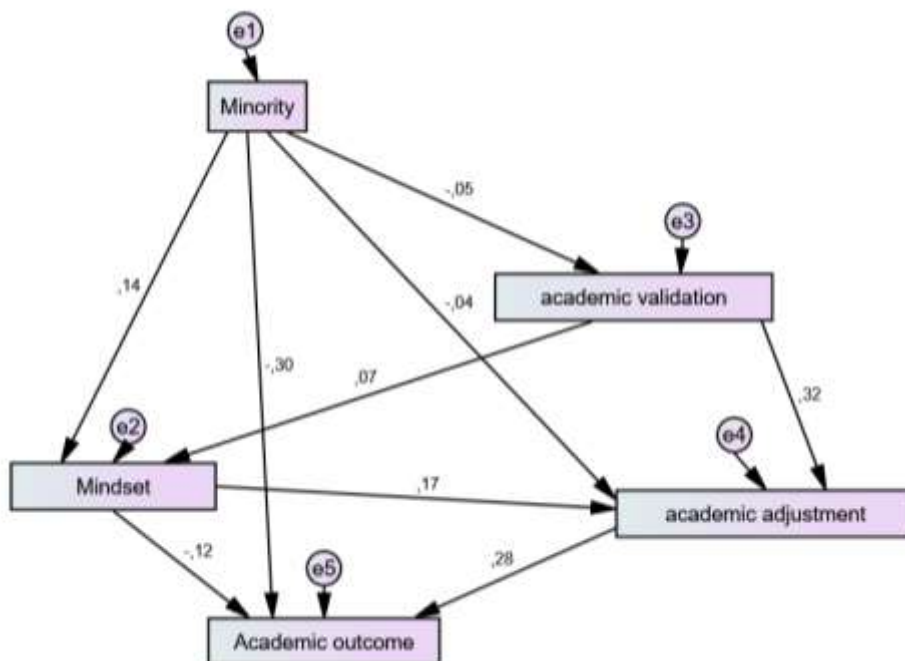 e1
Minority
-,05
e3
academic validation
,14
-,04
-,30
,07
,32
e2
e4
Mindset
,17
academic adjustment
-,12
e5
,28
Academic outcome